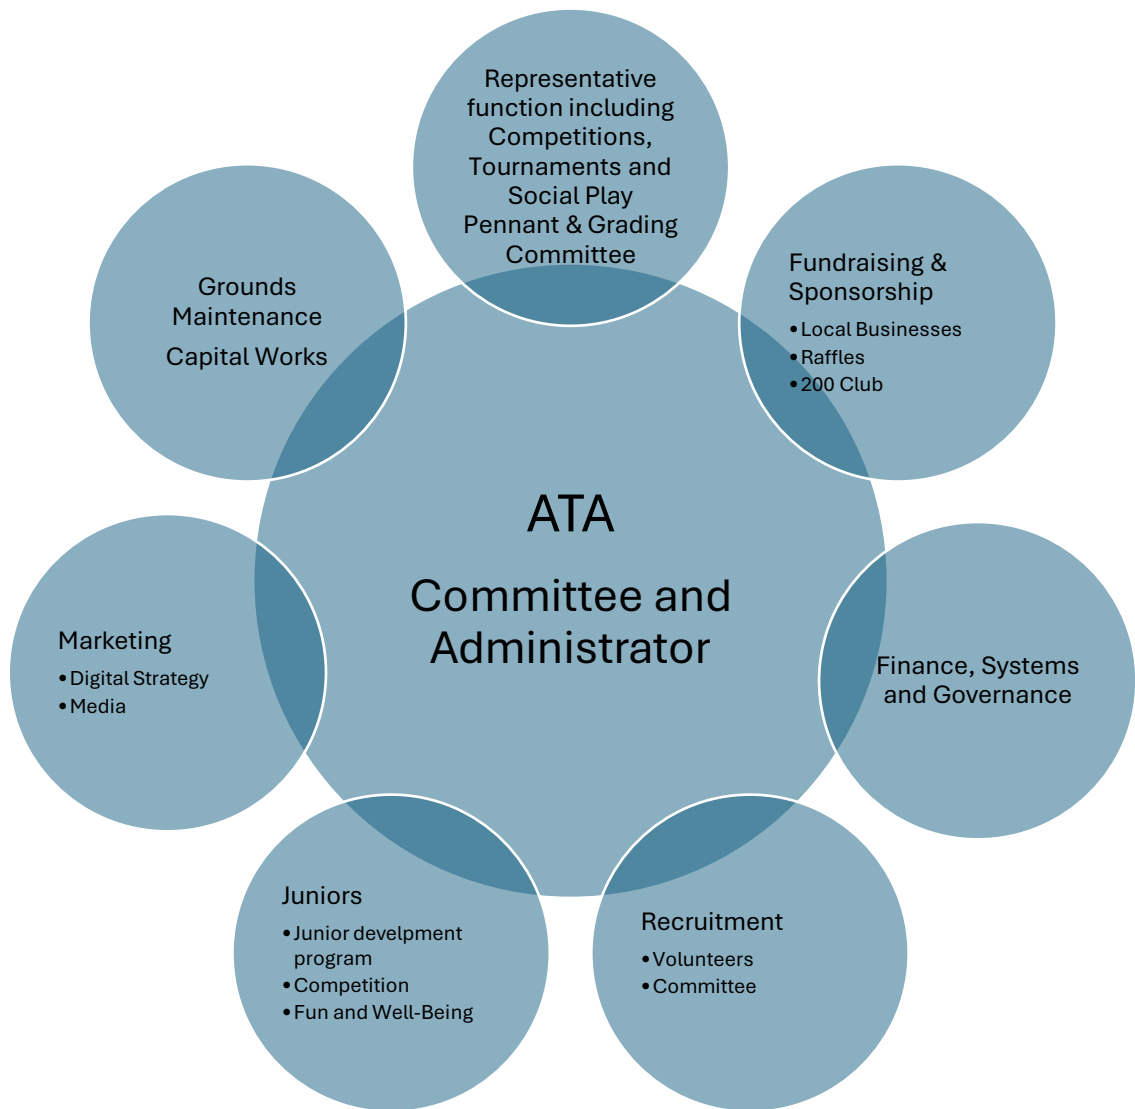 Representative
function including
Competitions,
Tournaments and
Social Play
Pennant & Grading
Committee
Fundraising &
Sponsorship
• Local Businesses
• Raffles
• 200 Club
Finance, Systems
and Governance
Recruitment
• Volunteers
• Committee
Juniors
• Junior develpment
program
• Competition
• Fun and Well-Being
Marketing
• Digital Strategy
• Media
Grounds
Maintenance
Capital Works
ATA
Committee and
Administrator